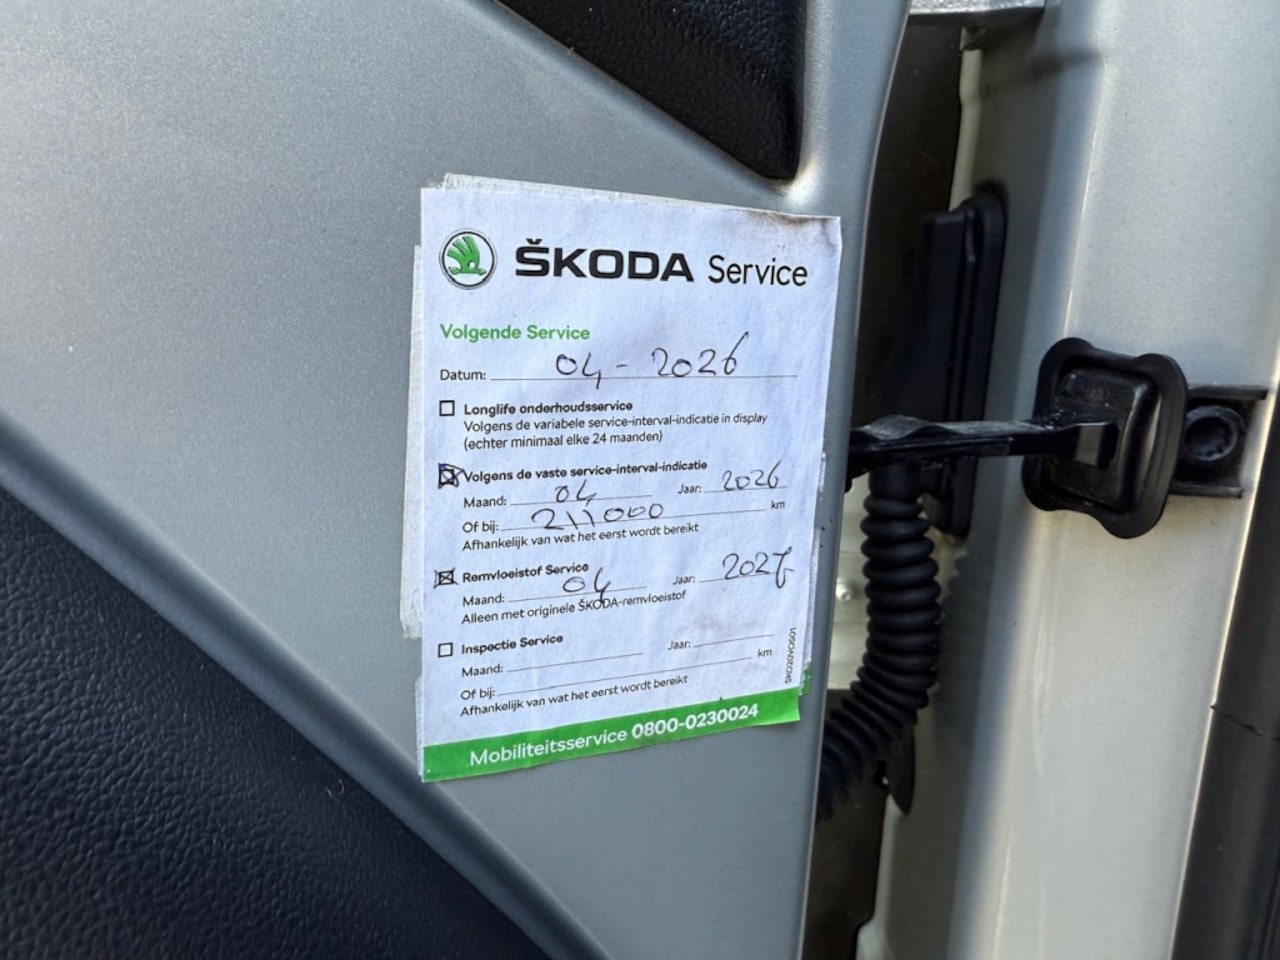 ŠKODA Service
Volgende Service
Datum: 04 - 2026
Longlife onderhoudsservice
Volgens de variabele service-interval-indicatie in display
(echter minimaal elke 24 maanden)
Volgens de vaste service-interval-indicatie
Maand: 04 Jaar: 2026
Of bij: 211000 km
Afhankelijk van wat het eerst wordt bereikt
Remvloeistof Service
Maand: 04 Jaar:
Alleen met originele ŠKODA-remvloeistof
Inspectie Service
Maand: Jaar:
Of bij: km
Afhankelijk van wat het eerst wordt bereikt
Mobiliteitsservice 0800-0230024